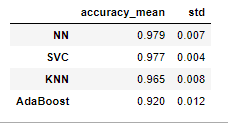 accuracy_mean std
NN 0.979 0.007
SVC 0.977 0.004
KNN 0.965 0.008
AdaBoost 0.920 0.012